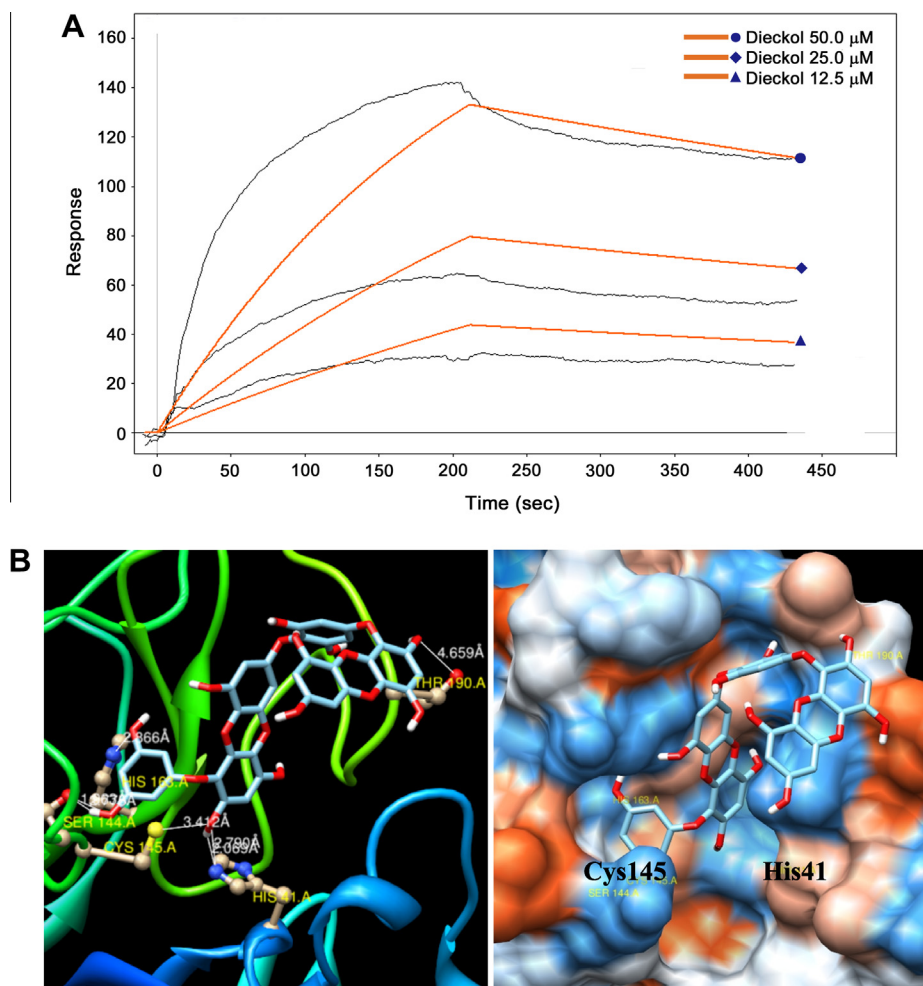 A
Response
160
140
120
100
80
60
40
20
0
Dieckol 50.0 μM
Dieckol 25.0 μM
Dieckol 12.5 μM
0 50 100 150 200 250 300 350 400 450
Time (sec)
B
4.659Å
THR 190.A
2.866Å
HIS 163.A
SER 144.A
CYS 145.A
3.412Å
HIS 41.A
THR 190.A
HIS 163.A
Cys145 His41
SER 144.A